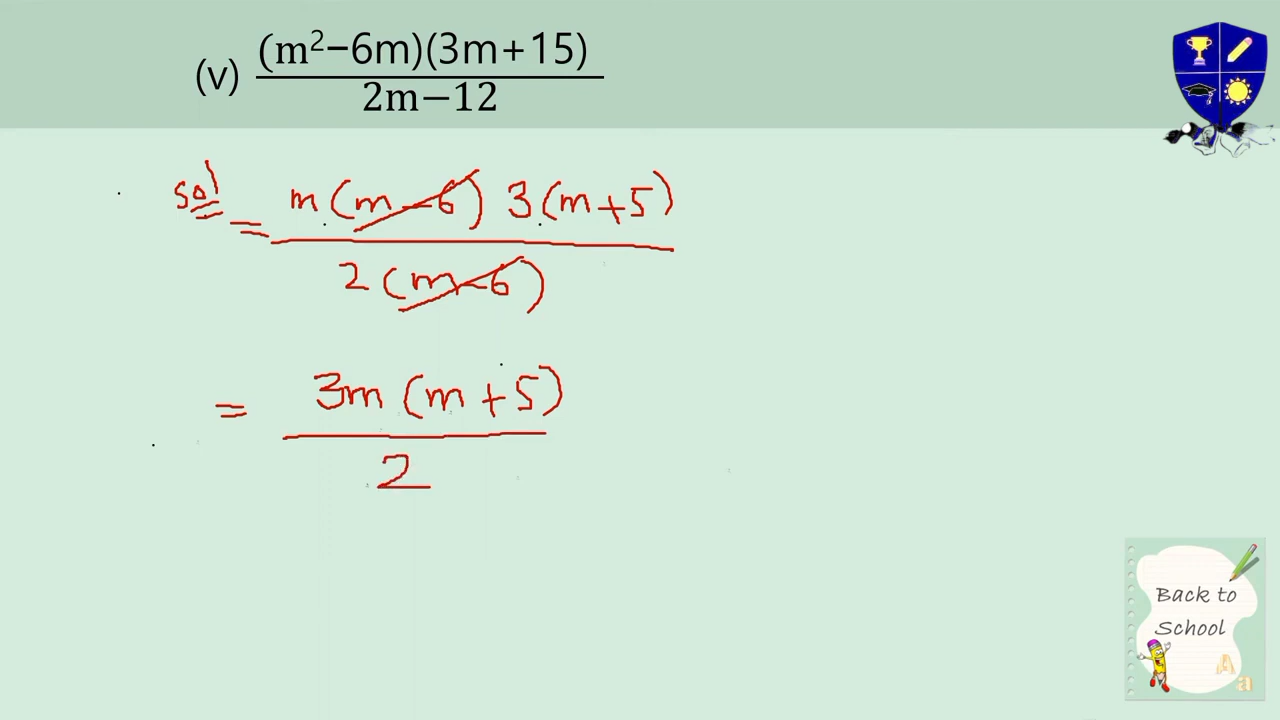 (v) (m²−6m)(3m+15)
2m−12
sol = m(m−6) 3(m+5)
2(m−6)
= 3m(m+5)
2
Back to
School
A
a